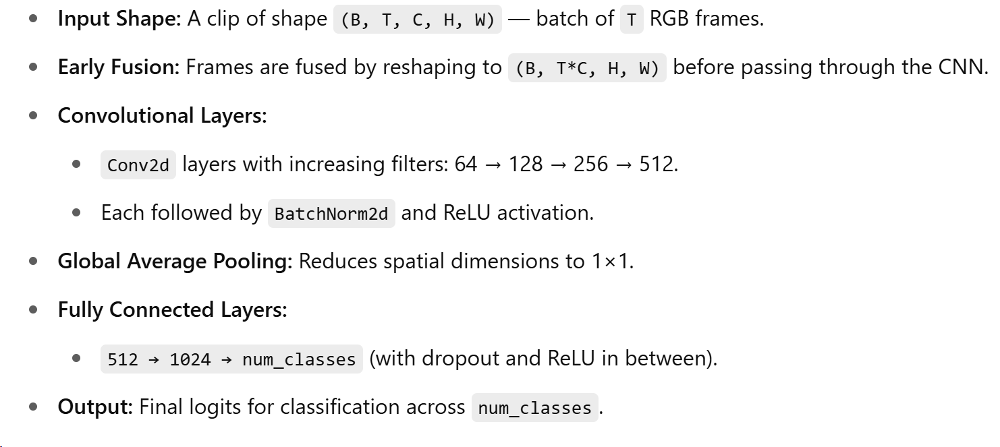 • Input Shape: A clip of shape (B, T, C, H, W) — batch of T RGB frames.
• Early Fusion: Frames are fused by reshaping to (B, T*C, H, W) before passing through the CNN.
• Convolutional Layers:
• Conv2d layers with increasing filters: 64 → 128 → 256 → 512.
• Each followed by BatchNorm2d and ReLU activation.
• Global Average Pooling: Reduces spatial dimensions to 1×1.
• Fully Connected Layers:
• 512 → 1024 → num_classes (with dropout and ReLU in between).
• Output: Final logits for classification across num_classes.